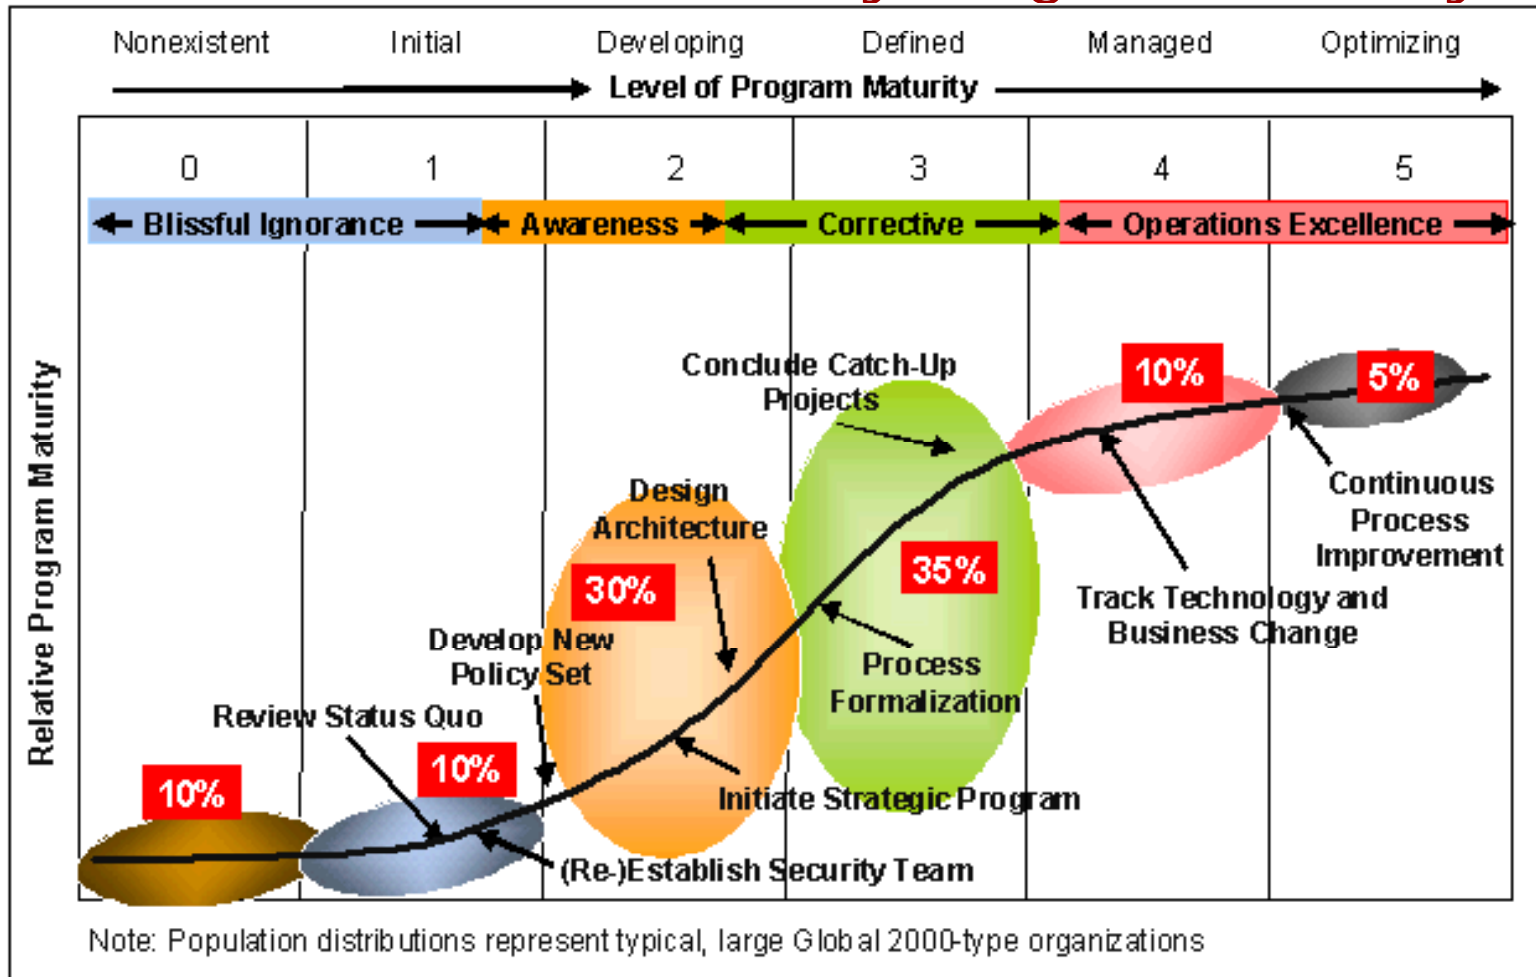 Nonexistent Initial Developing Defined Managed Optimizing
Level of Program Maturity
0 1 2 3 4 5
Blissful Ignorance Awareness Corrective Operations Excellence
Relative Program Maturity
Conclude Catch-Up
Projects
10%
5%
Design
Architecture
Continuous
Process
Improvement
30%
35%
Track Technology and
Business Change
Develop New
Policy Set
Process
Formalization
Review Status Quo
10%
10%
Initiate Strategic Program
(Re-)Establish Security Team
Note: Population distributions represent typical, large Global 2000-type organizations